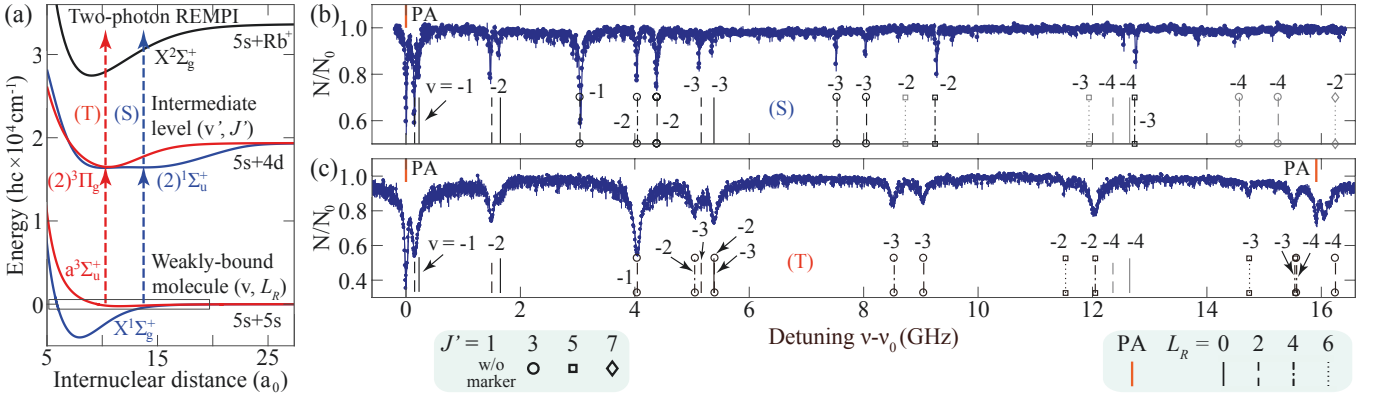 (a)
Two-photon REMPI
5s+Rb⁺
X²Σg⁺
(T)
(S)
Intermediate
level (v', J')
5s+4d
(2)³Πg
(2)¹Σu⁺
a³Σu⁺
Weakly-bound
molecule (v, L_R)
5s+5s
X¹Σg⁺
Energy (hc×10⁴cm⁻¹)
3
2
1
0
5
15
25
Internuclear distance (a₀)
(b)
PA
N/N₀
1.0
0.8
0.6
v = -1
-2
-1
-2
-2
-3
-3
(S)
-3
-3
-2
-2
-3
-4
-4
-3
-4
-4
-2
(c)
PA
PA
N/N₀
1.0
0.8
0.6
0.4
v = -1
-2
-1
-2
-3
-2
-3
(T)
-3
-3
-2
-2
-4
-4
-3
-3
-4
-4
0
2
4
6
8
10
12
14
16
Detuning ν-ν₀ (GHz)
J' = 1 3 5 7
w/o
marker
PA L_R = 0 2 4 6